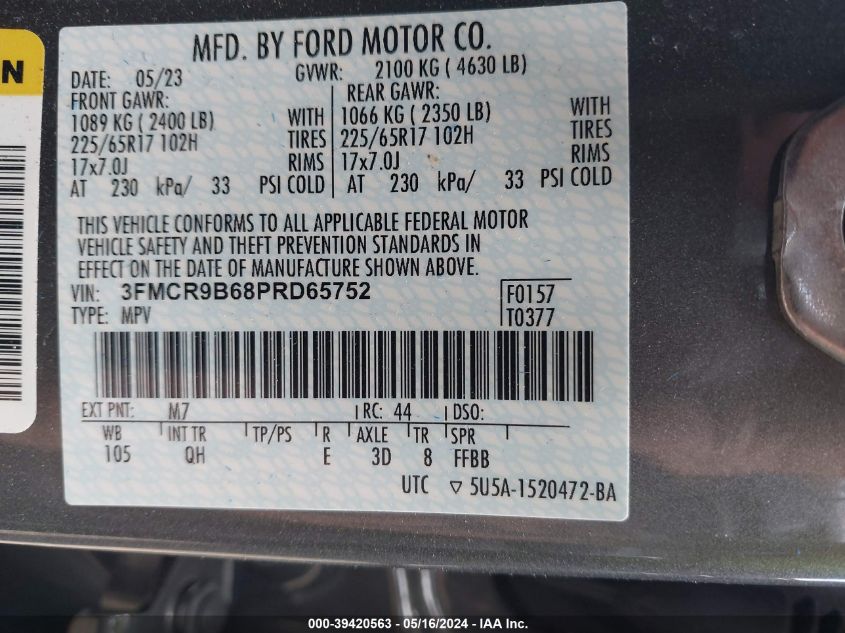 N
MFD. BY FORD MOTOR CO.
DATE: 05/23 GVWR: 2100 KG ( 4630 LB)
FRONT GAWR: REAR GAWR:
1089 KG ( 2400 LB) WITH 1066 KG ( 2350 LB) WITH
225/65R17 102H TIRES 225/65R17 102H TIRES
17x7.0J RIMS 17x7.0J RIMS
AT 230 kPa/ 33 PSI COLD AT 230 kPa/ 33 PSI COLD
THIS VEHICLE CONFORMS TO ALL APPLICABLE FEDERAL MOTOR
VEHICLE SAFETY AND THEFT PREVENTION STANDARDS IN
EFFECT ON THE DATE OF MANUFACTURE SHOWN ABOVE.
VIN: 3FMCR9B68PRD65752 F0157
TYPE: MPV T0377
EXT PNT: M7 RC: 44 DSO:
WB INT TR TP/PS R AXLE TR SPR
105 QH E 3D 8 FFBB
UTC ▽ 5U5A-1520472-BA
000-39420563 - 05/16/2024 - IAA Inc.